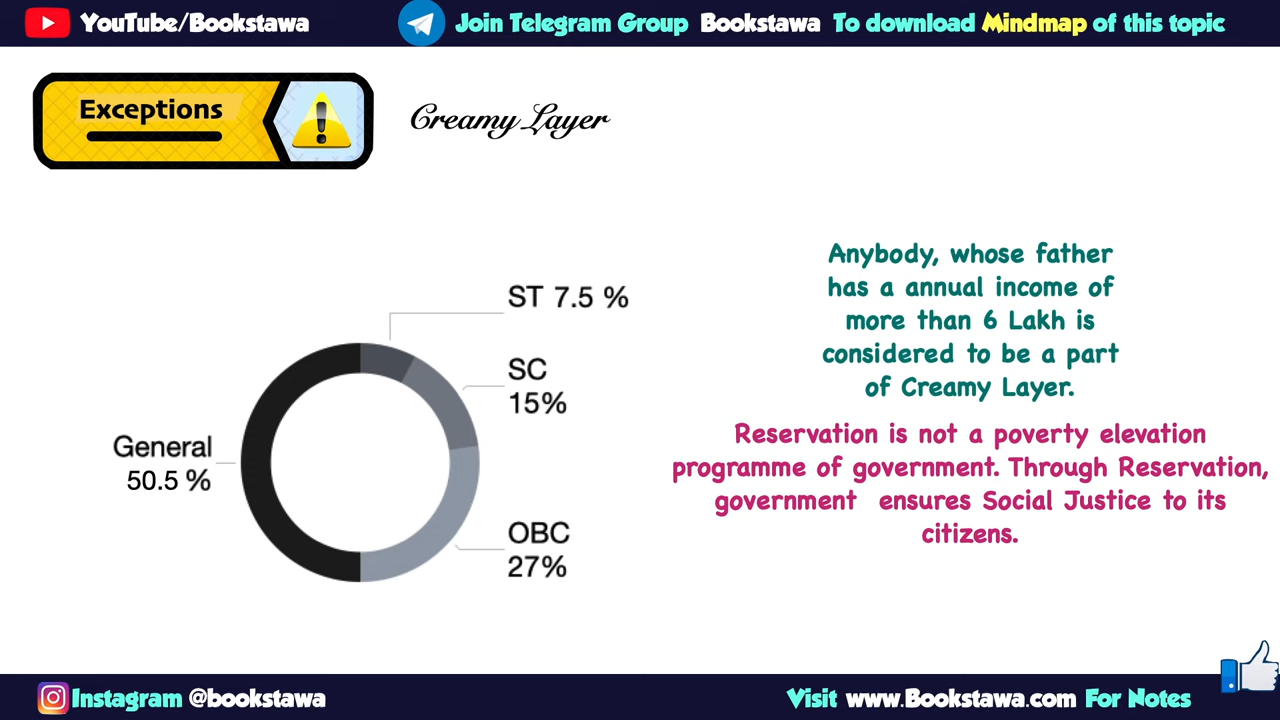 YouTube/Bookstawa
Join Telegram Group Bookstawa To download Mindmap of this topic
Exceptions
Creamy Layer
ST 7.5 %
SC
15%
General
50.5 %
OBC
27%
Anybody, whose father
has a annual income of
more than 6 Lakh is
considered to be a part
of Creamy Layer.
Reservation is not a poverty elevation
programme of government. Through Reservation,
government ensures Social Justice to its
citizens.
Instagram @bookstawa
Visit www.Bookstawa.com For Notes